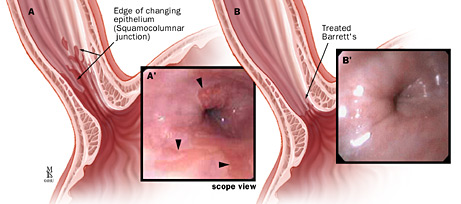 A
Edge of changing
epithelium
(Squamocolumnar
junction)
A'
scope view
B
Treated
Barrett's
B'